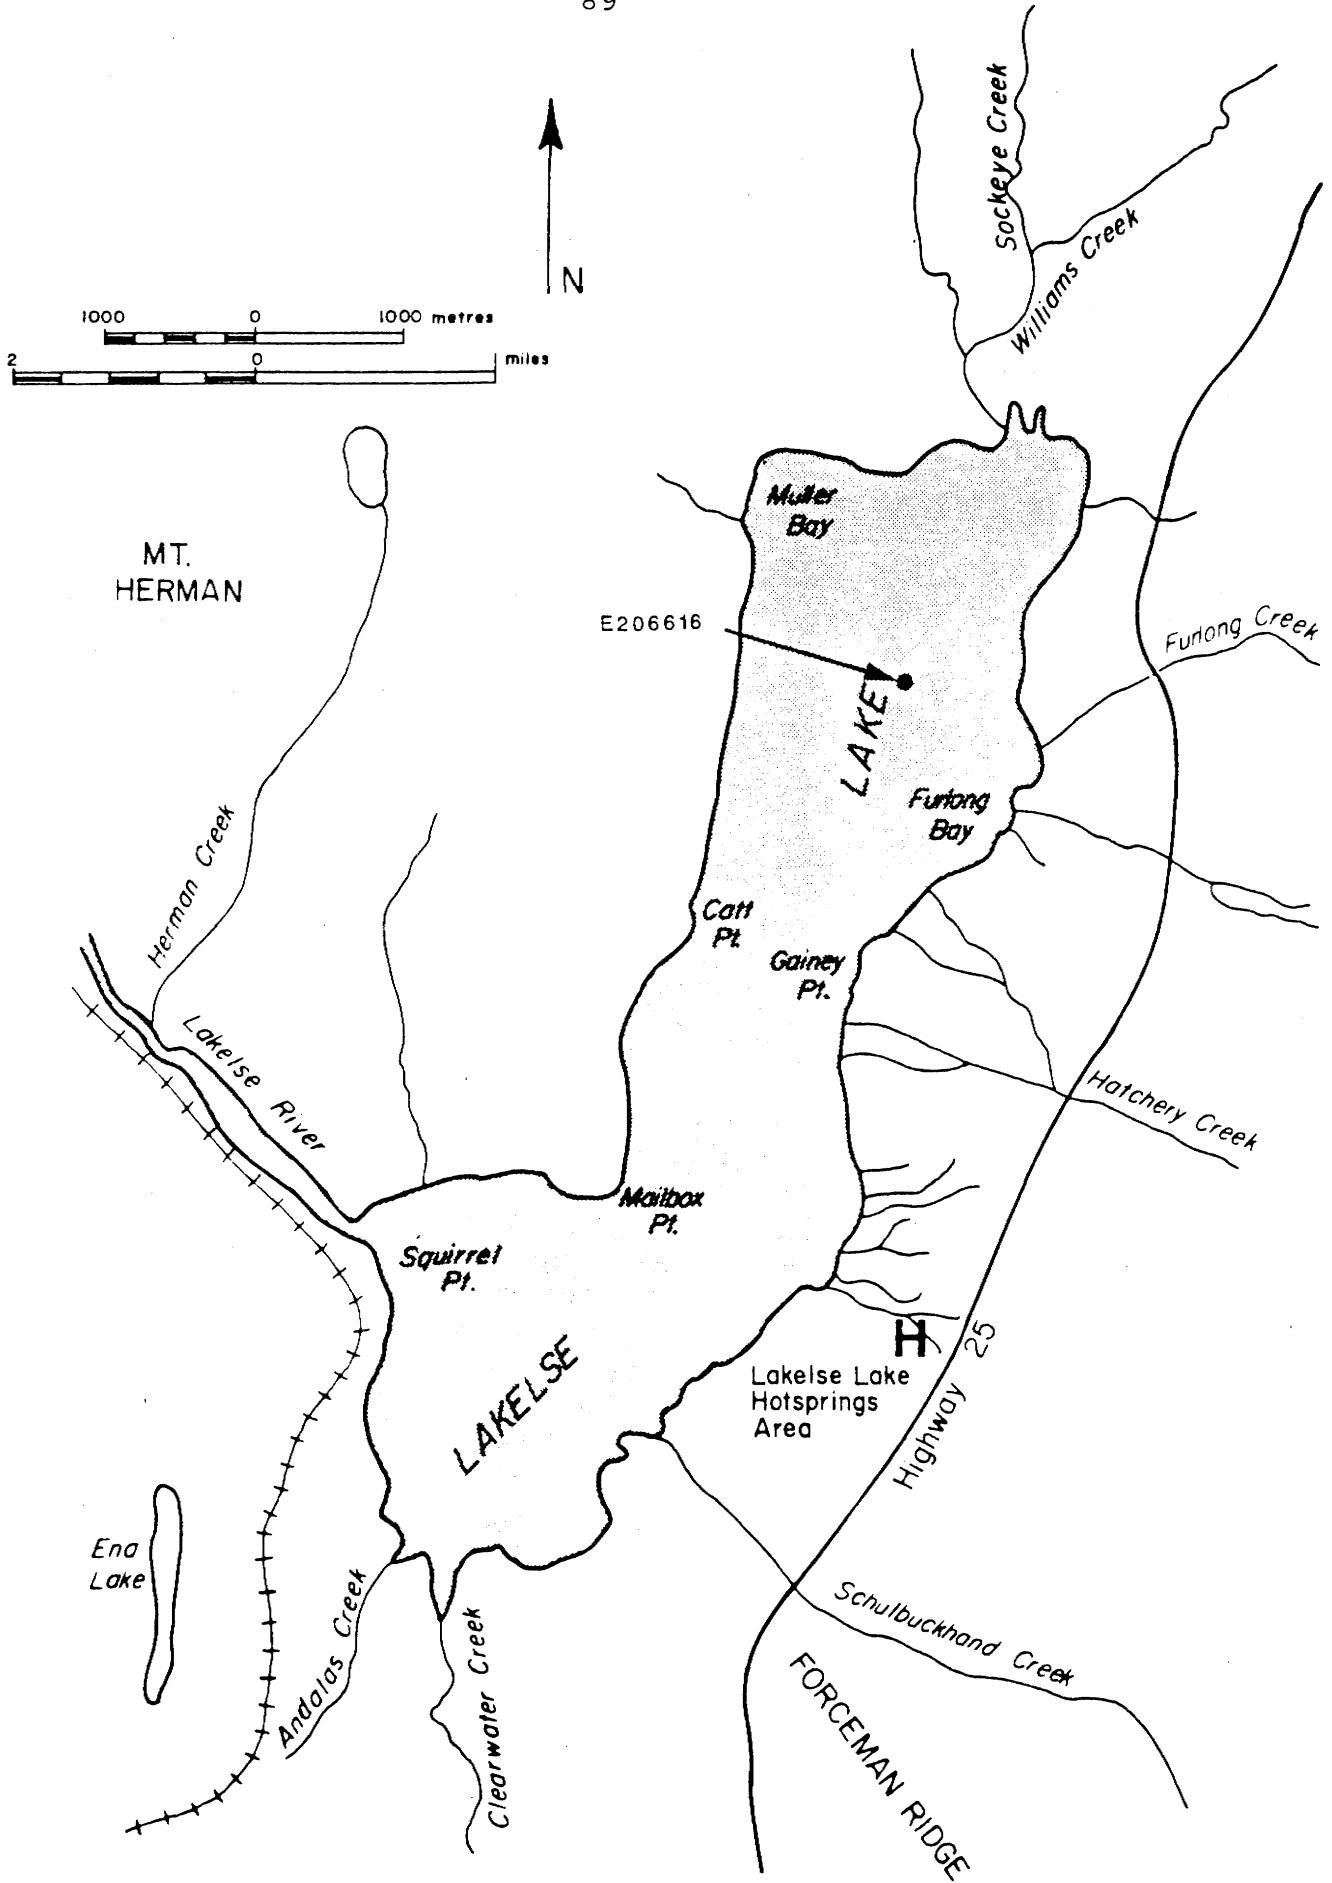 89
Sockeye Creek
Williams Creek
N
1000 0 1000 metres
2 0 miles
MT.
HERMAN
Muller
Bay
E206616
Furlong Creek
LAKE
Furlong
Bay
Herman Creek
Catt
Pt.
Gainey
Pt.
Lakelse River
Hatchery Creek
Mailbox
Pt.
Squirrel
Pt.
H
25
LAKELSE
Lakelse Lake
Hotsprings
Area
Highway
Ena
Lake
Andalas Creek
Clearwater Creek
Schulbuckhand Creek
FORCEMAN RIDGE